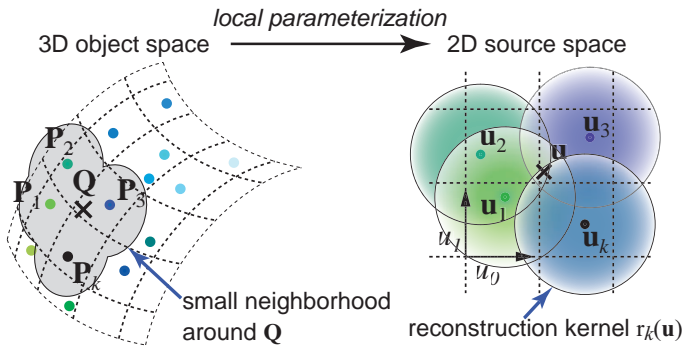 local parameterization
3D object space
2D source space
P2
Q
P1
P3
Pk
small neighborhood
around Q
u3
u2
u
u1
uk
u1
u0
reconstruction kernel rk(u)